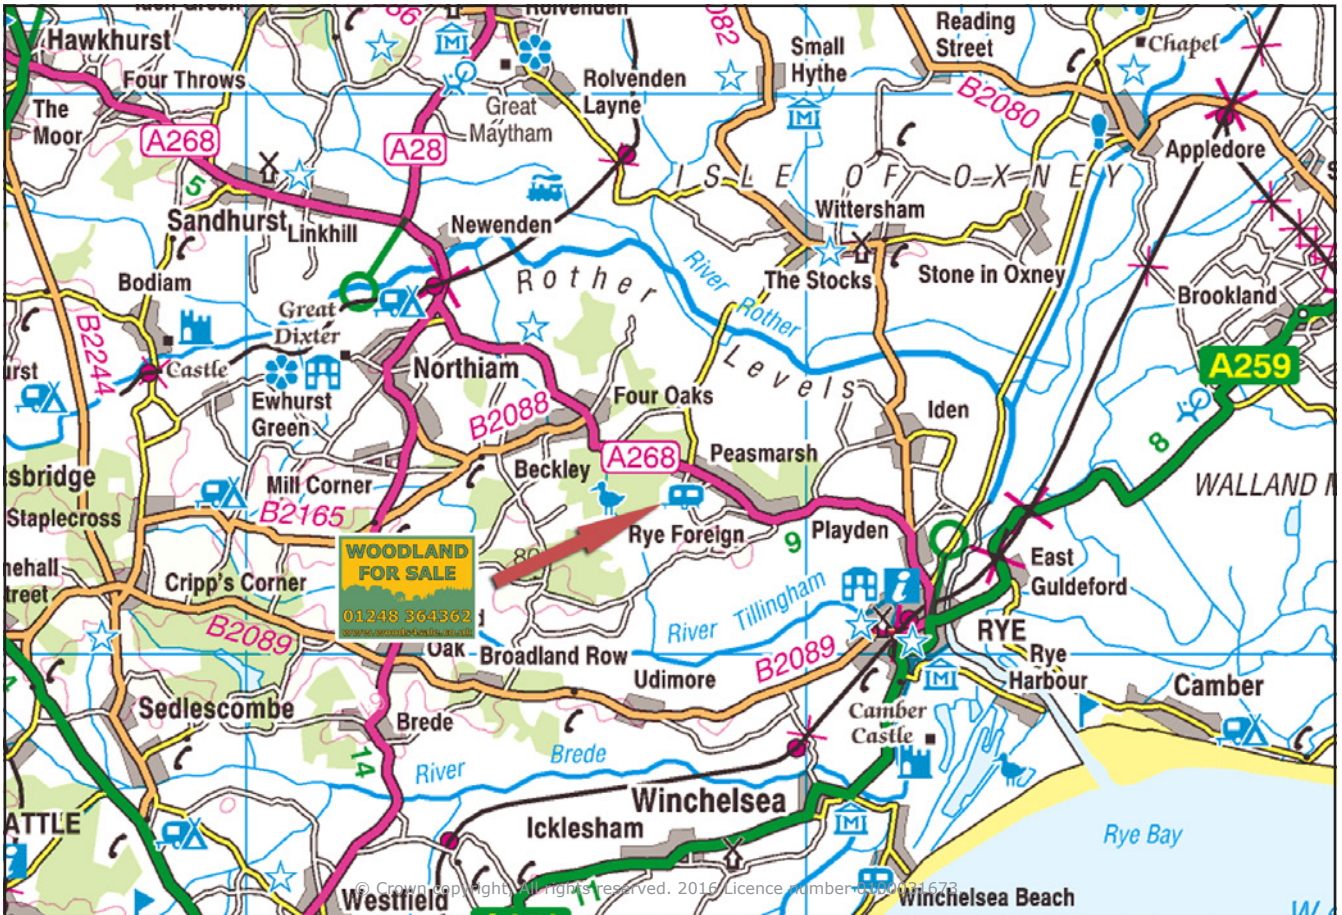 Hawkhurst
Four Throws
The
Moor
A268
5
Sandhurst
Linkhill
A28
Great
Maytham
Rolvenden
Rolvenden
Layne
Small
Hythe
Reading
Street
Chapel
B2080
Appledore
ISLE OF OXNEY
Newenden
Wittersham
The Stocks
Stone in Oxney
Brookland
Bodiam
Castle
B2244
Great
Dixter
Rother
Levels
River
Rother
A259
8
WALLAND
Northiam
Ewhurst
Green
B2088
Four Oaks
Iden
A268
Peasmarsh
Beckley
Mill Corner
B2165
Staplecross
Rye Foreign
9
Playden
East
Guldeford
WOODLAND
FOR SALE
01248 364362
www.woods4sale.co.uk
80
Cripp's Corner
B2089
Oak
Broadland Row
River Tillingham
B2089
RYE
Rye
Harbour
Camber
Udimore
Sedlescombe
Brede
14
River Brede
Camber
Castle
Winchelsea
Icklesham
Rye Bay
Westfield
11
Winchelsea Beach
© Crown copyright, All rights reserved. 2016 Licence number 0100031673